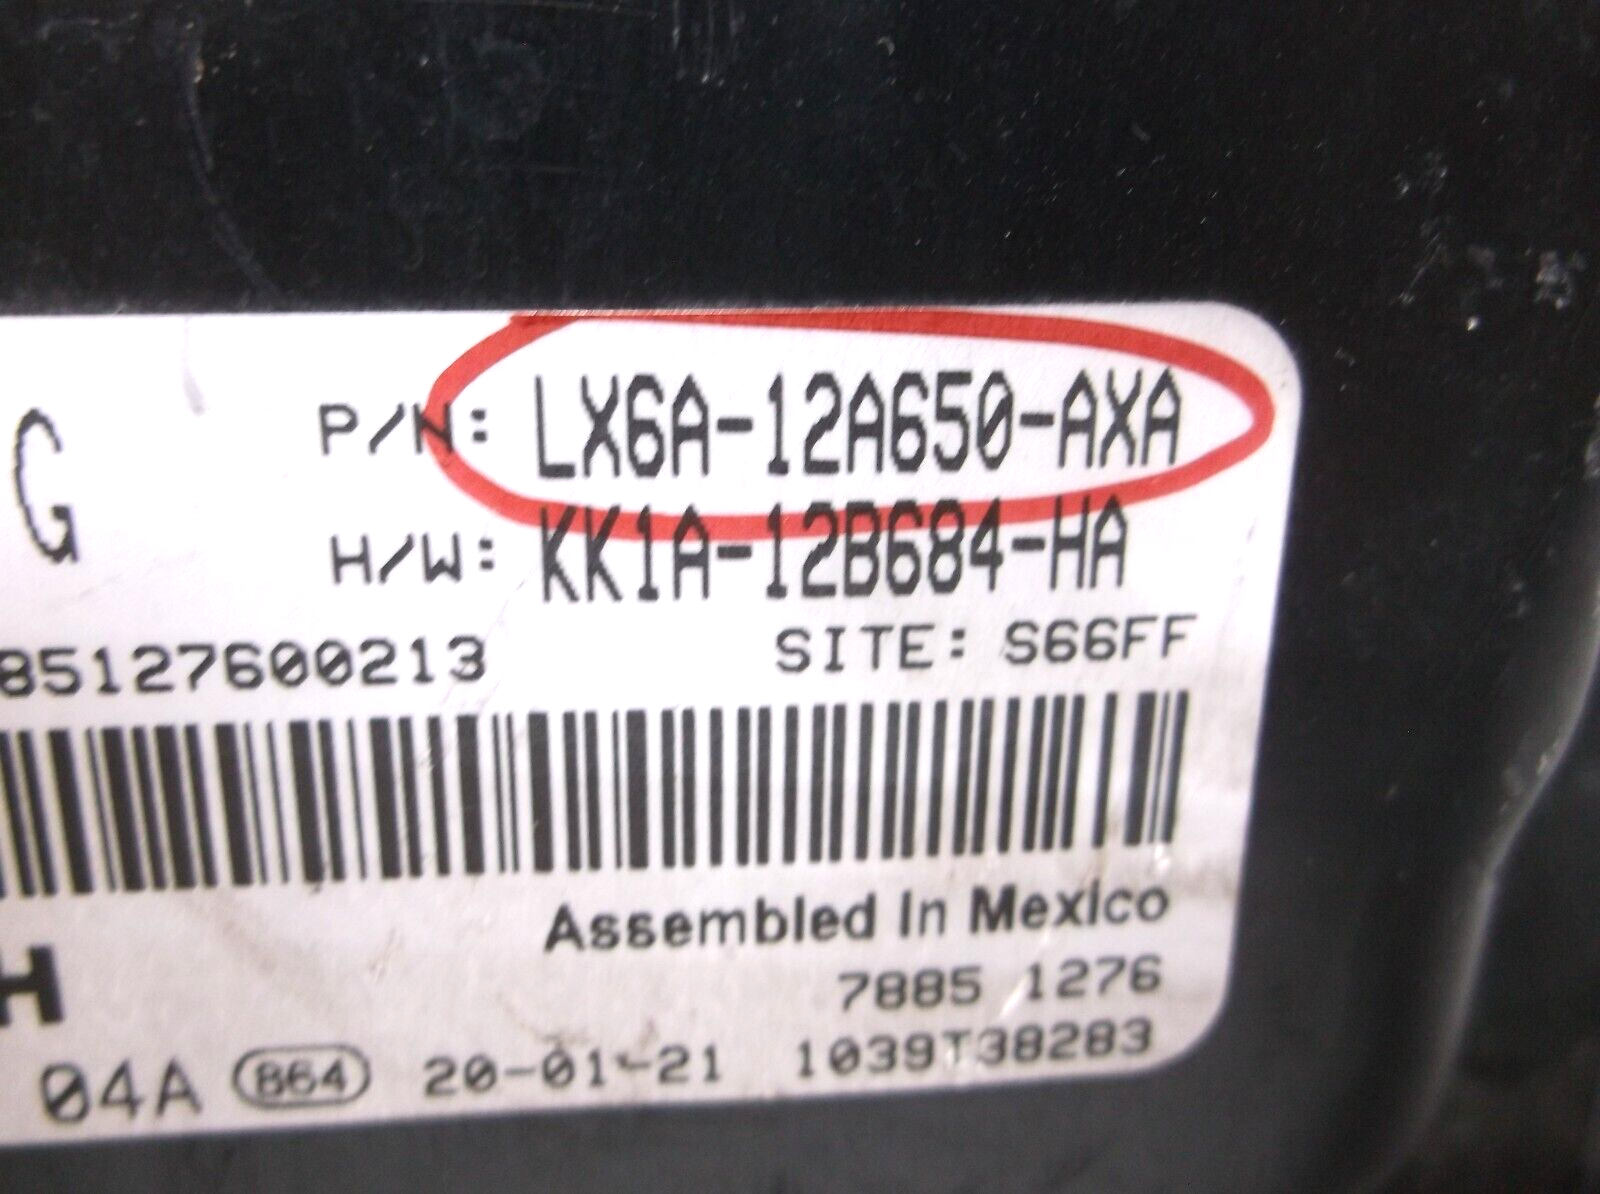 G
P/N: LX6A-12A650-AXA
H/W: KK1A-12B684-HA
85127600213 SITE: S66FF
Assembled In Mexico
H
7885 1276
04A 864 20-01-21 1039T38283